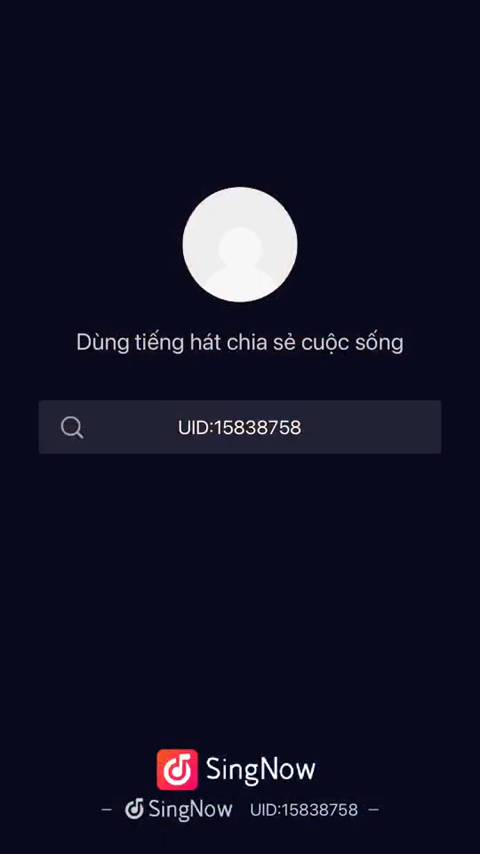 Dùng tiếng hát chia sẻ cuộc sống
UID:15838758
SingNow
– SingNow UID:15838758 –